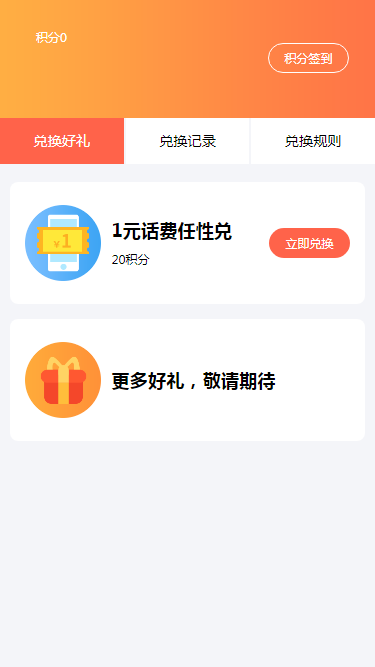 积分0
积分签到
兑换好礼 兑换记录 兑换规则
¥1
1元话费任性兑
20积分
立即兑换
更多好礼，敬请期待